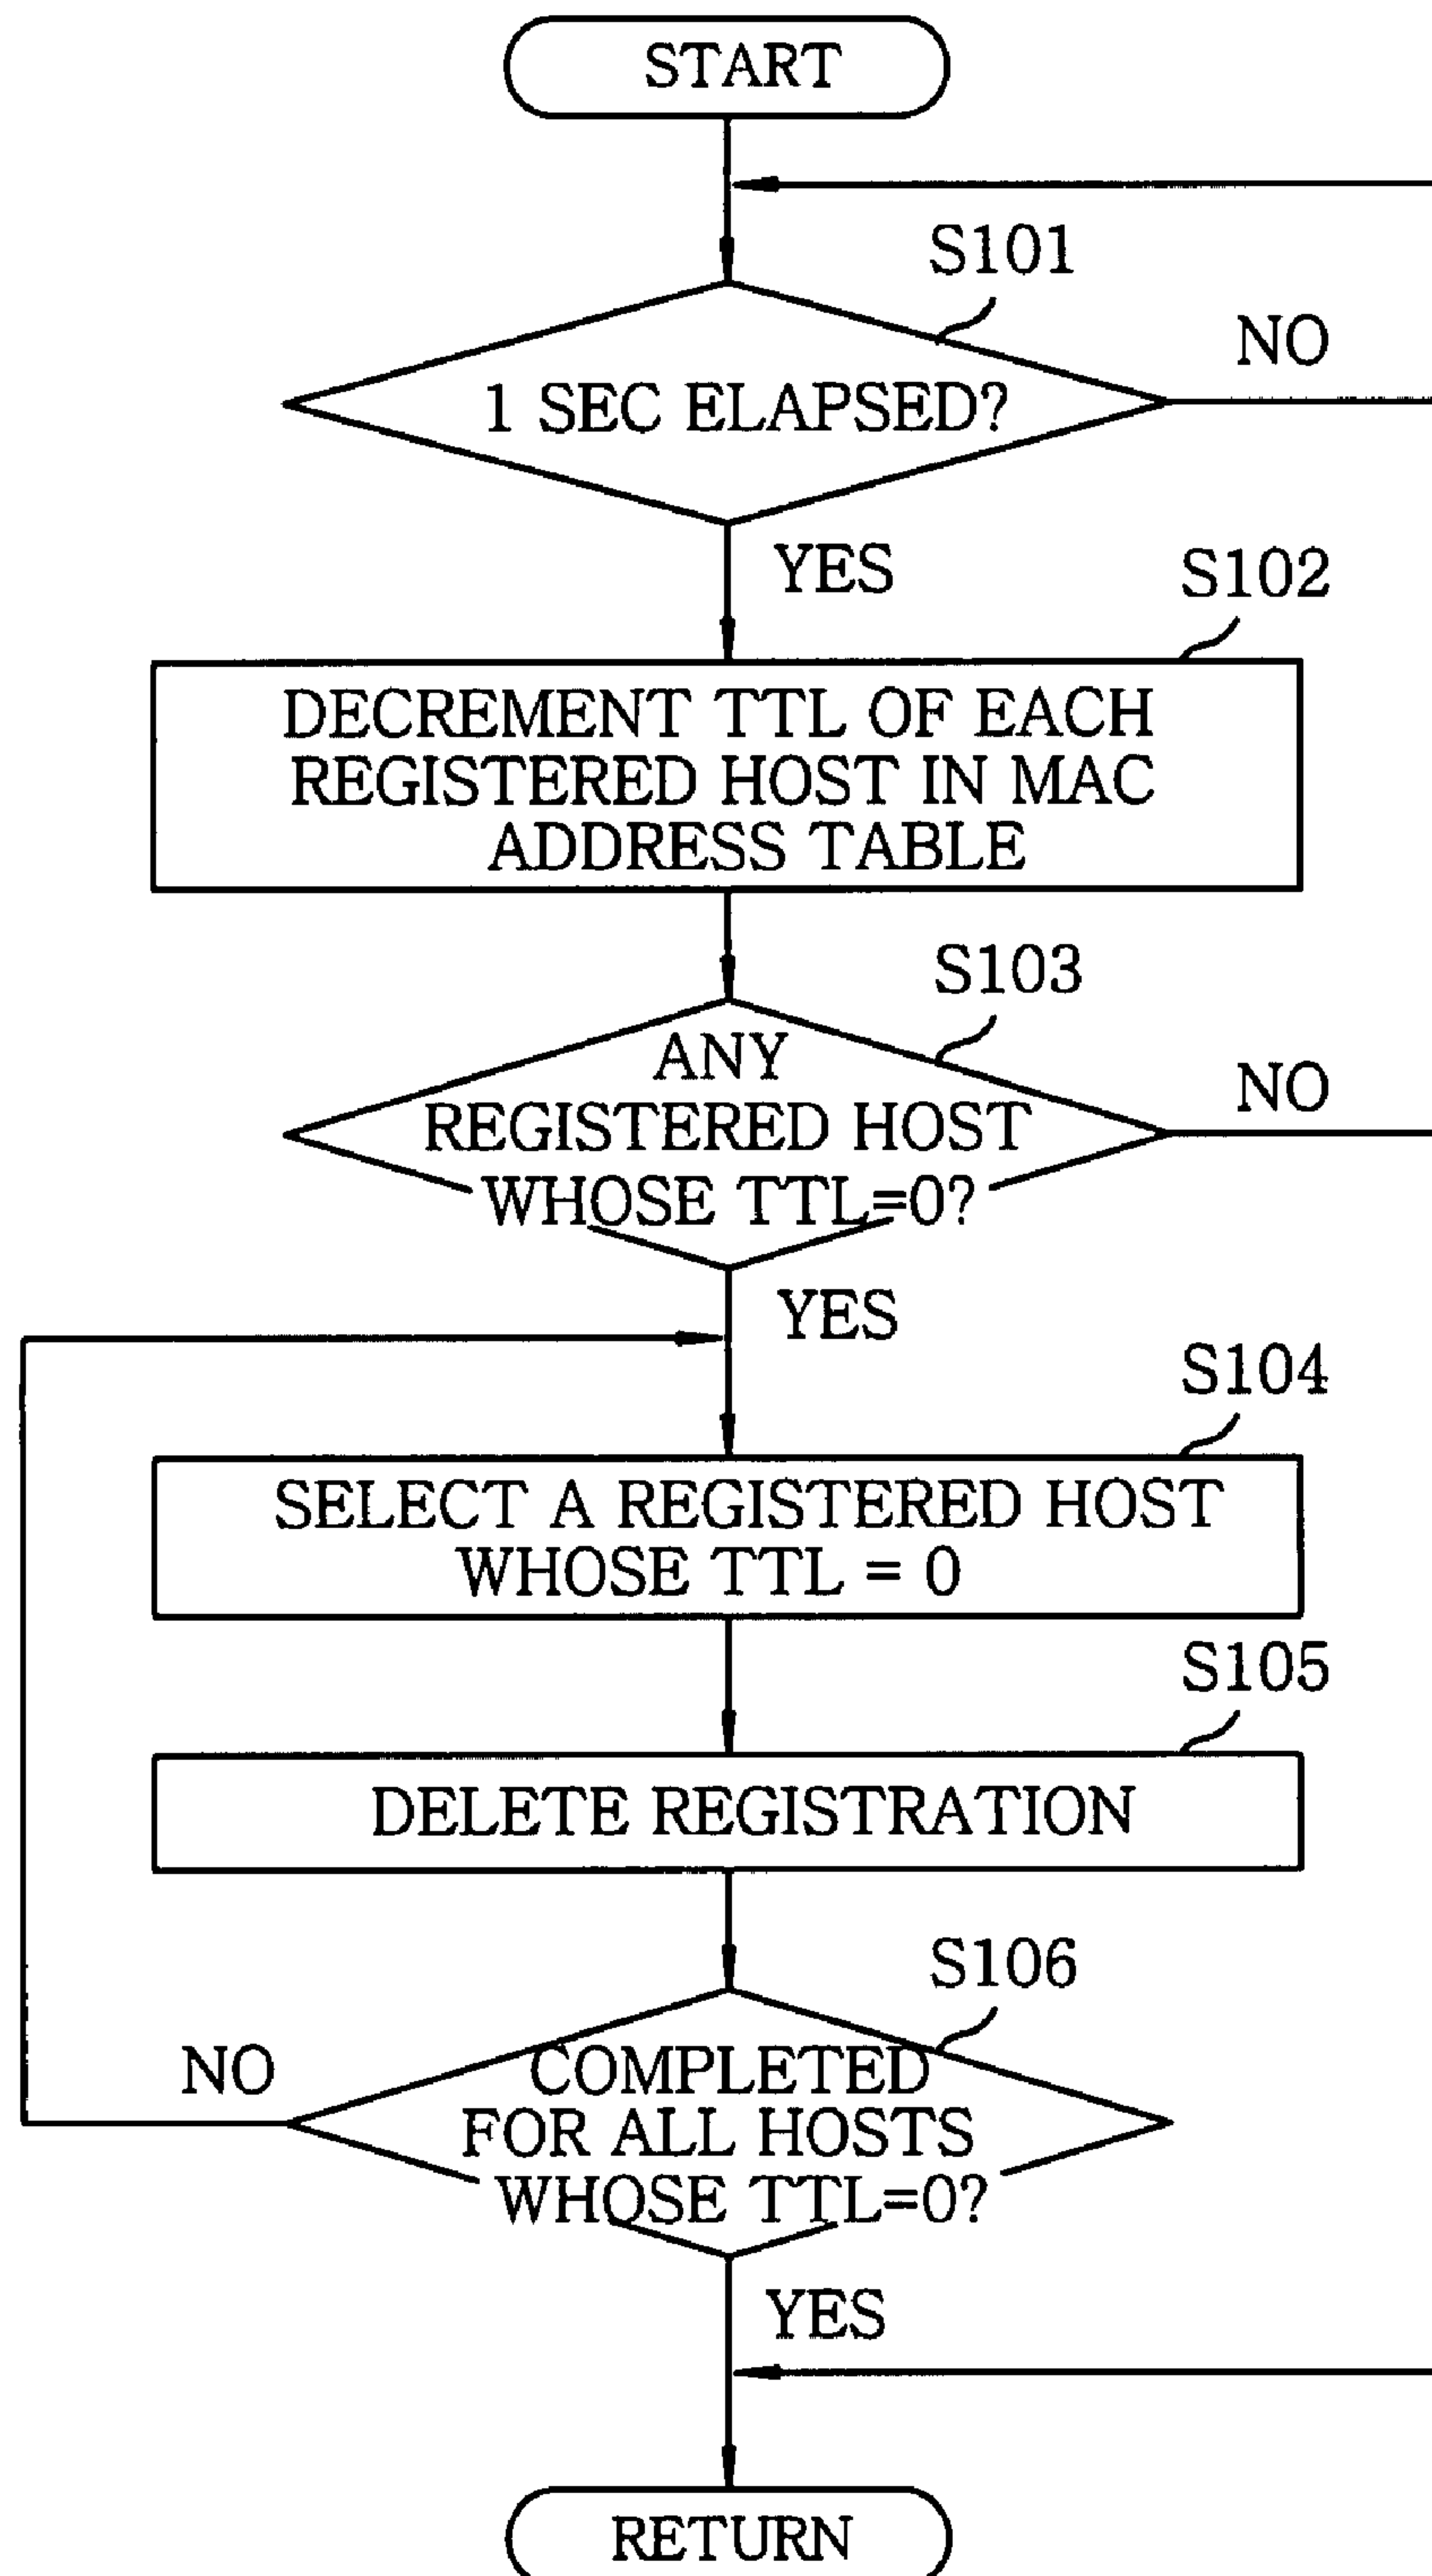 START
S101
1 SEC ELAPSED?
NO
YES
S102
DECREMENT TTL OF EACH
REGISTERED HOST IN MAC
ADDRESS TABLE
S103
ANY
REGISTERED HOST
WHOSE TTL=0?
NO
YES
S104
SELECT A REGISTERED HOST
WHOSE TTL = 0
S105
DELETE REGISTRATION
S106
COMPLETED
FOR ALL HOSTS
WHOSE TTL=0?
NO
YES
RETURN